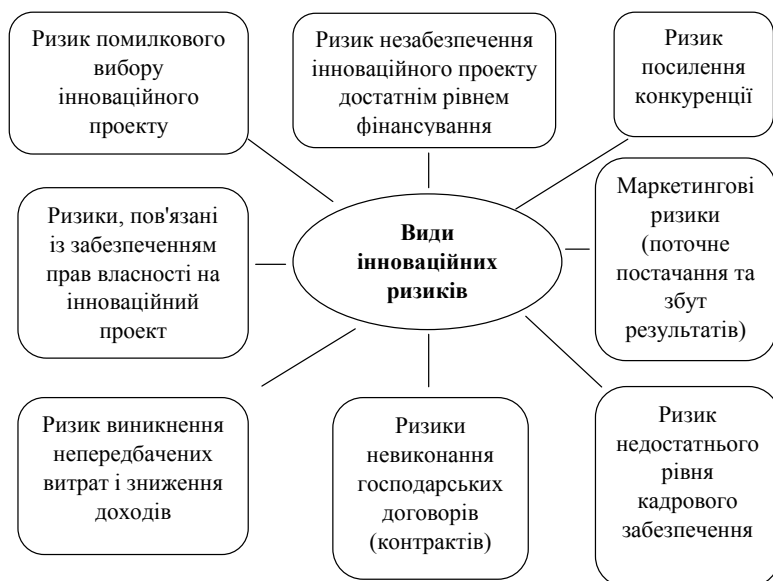 Ризик помилкового
вибору
інноваційного
проекту
Ризик незабезпечення
інноваційного проекту
достатнім рівнем
фінансування
Ризик
посилення
конкуренції
Ризики, пов'язані
із забезпеченням
прав власності на
інноваційний
проект
Види
інноваційних
ризиків
Маркетингові
ризики
(поточне
постачання та
збут
результатів)
Ризик виникнення
непередбачених
витрат і зниження
доходів
Ризики
невиконання
господарських
договорів
(контрактів)
Ризик
недостатнього
рівня
кадрового
забезпечення